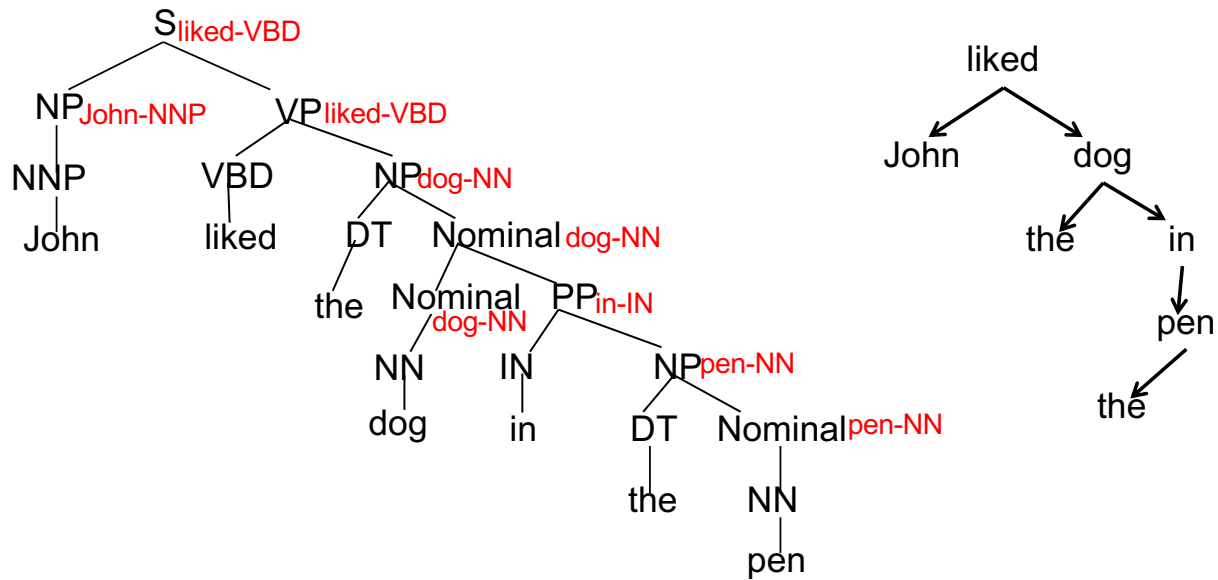 S liked-VBD
liked
NP John-NNP VP liked-VBD
John dog
NNP VBD NP dog-NN
John liked DT Nominal dog-NN the in
the Nominal dog-NN PP in-IN
pen
NN IN NP pen-NN
the
dog in DT Nominal pen-NN
the NN
pen